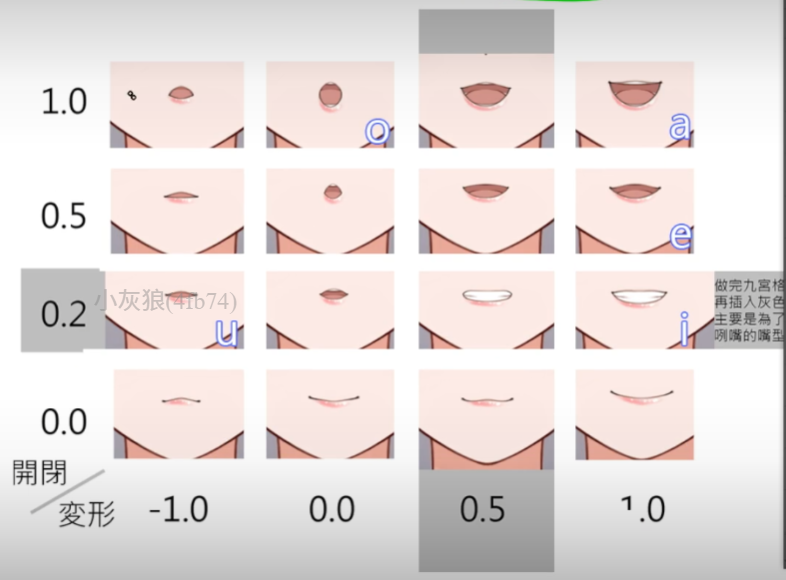 1.0
o
a
0.5
e
0.2
小灰狼(4fb74)
u
i
做完九宮格
再插入灰色
主要是為了
咧嘴的嘴型
0.0
開閉
変形
-1.0
0.0
0.5
1.0